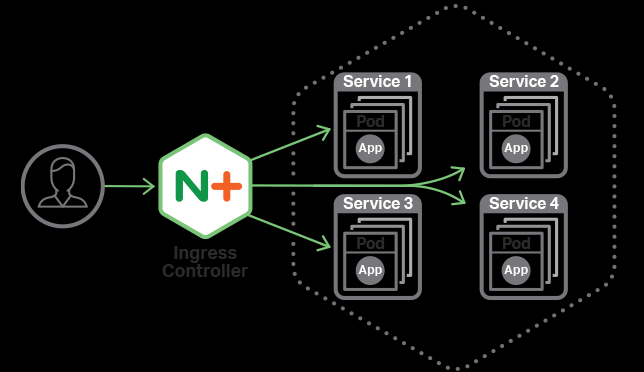 Service 1
Pod
App
Service 2
Pod
App
N+
Ingress
Controller
Service 3
Pod
App
Service 4
Pod
App